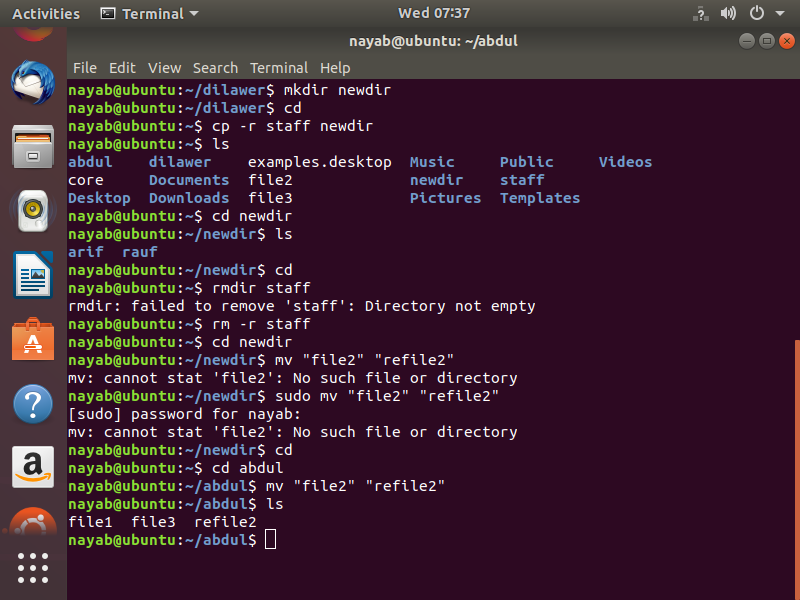 Activities Terminal Wed 07:37
nayab@ubuntu: ~/abdul
File Edit View Search Terminal Help
nayab@ubuntu:~/dilawer$ mkdir newdir
nayab@ubuntu:~/dilawer$ cd
nayab@ubuntu:~$ cp -r staff newdir
nayab@ubuntu:~$ ls
abdul dilawer examples.desktop Music Public Videos
core Documents file2 newdir staff
Desktop Downloads file3 Pictures Templates
nayab@ubuntu:~$ cd newdir
nayab@ubuntu:~/newdir$ ls
arif rauf
nayab@ubuntu:~/newdir$ cd
nayab@ubuntu:~$ rmdir staff
rmdir: failed to remove 'staff': Directory not empty
nayab@ubuntu:~$ rm -r staff
nayab@ubuntu:~$ cd newdir
nayab@ubuntu:~/newdir$ mv "file2" "refile2"
mv: cannot stat 'file2': No such file or directory
nayab@ubuntu:~/newdir$ sudo mv "file2" "refile2"
[sudo] password for nayab:
mv: cannot stat 'file2': No such file or directory
nayab@ubuntu:~/newdir$ cd
nayab@ubuntu:~$ cd abdul
nayab@ubuntu:~/abdul$ mv "file2" "refile2"
nayab@ubuntu:~/abdul$ ls
file1 file3 refile2
nayab@ubuntu:~/abdul$